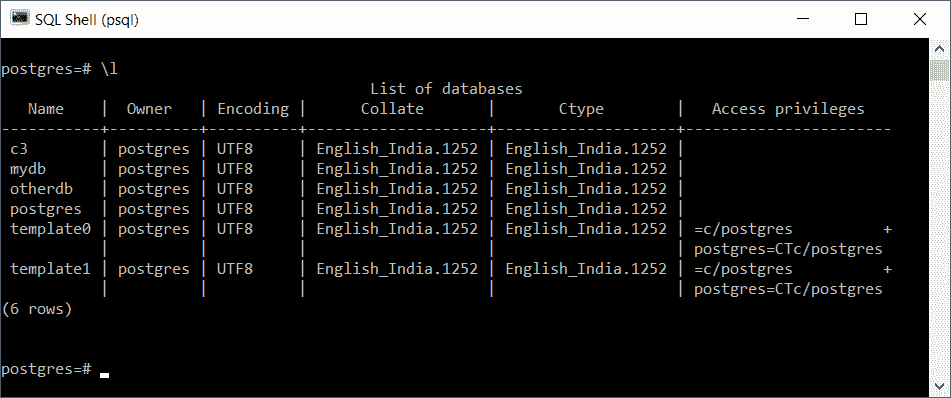 SQL Shell (psql)
postgres=# \l
                                        List of databases
   Name    |  Owner   | Encoding |      Collate       |       Ctype        |   Access privileges
-----------+----------+----------+--------------------+--------------------+-----------------------
 c3        | postgres | UTF8     | English_India.1252 | English_India.1252 |
 mydb      | postgres | UTF8     | English_India.1252 | English_India.1252 |
 otherdb   | postgres | UTF8     | English_India.1252 | English_India.1252 |
 postgres  | postgres | UTF8     | English_India.1252 | English_India.1252 |
 template0 | postgres | UTF8     | English_India.1252 | English_India.1252 | =c/postgres          +
           |          |          |                    |                    | postgres=CTc/postgres
 template1 | postgres | UTF8     | English_India.1252 | English_India.1252 | =c/postgres          +
           |          |          |                    |                    | postgres=CTc/postgres
(6 rows)
postgres=#